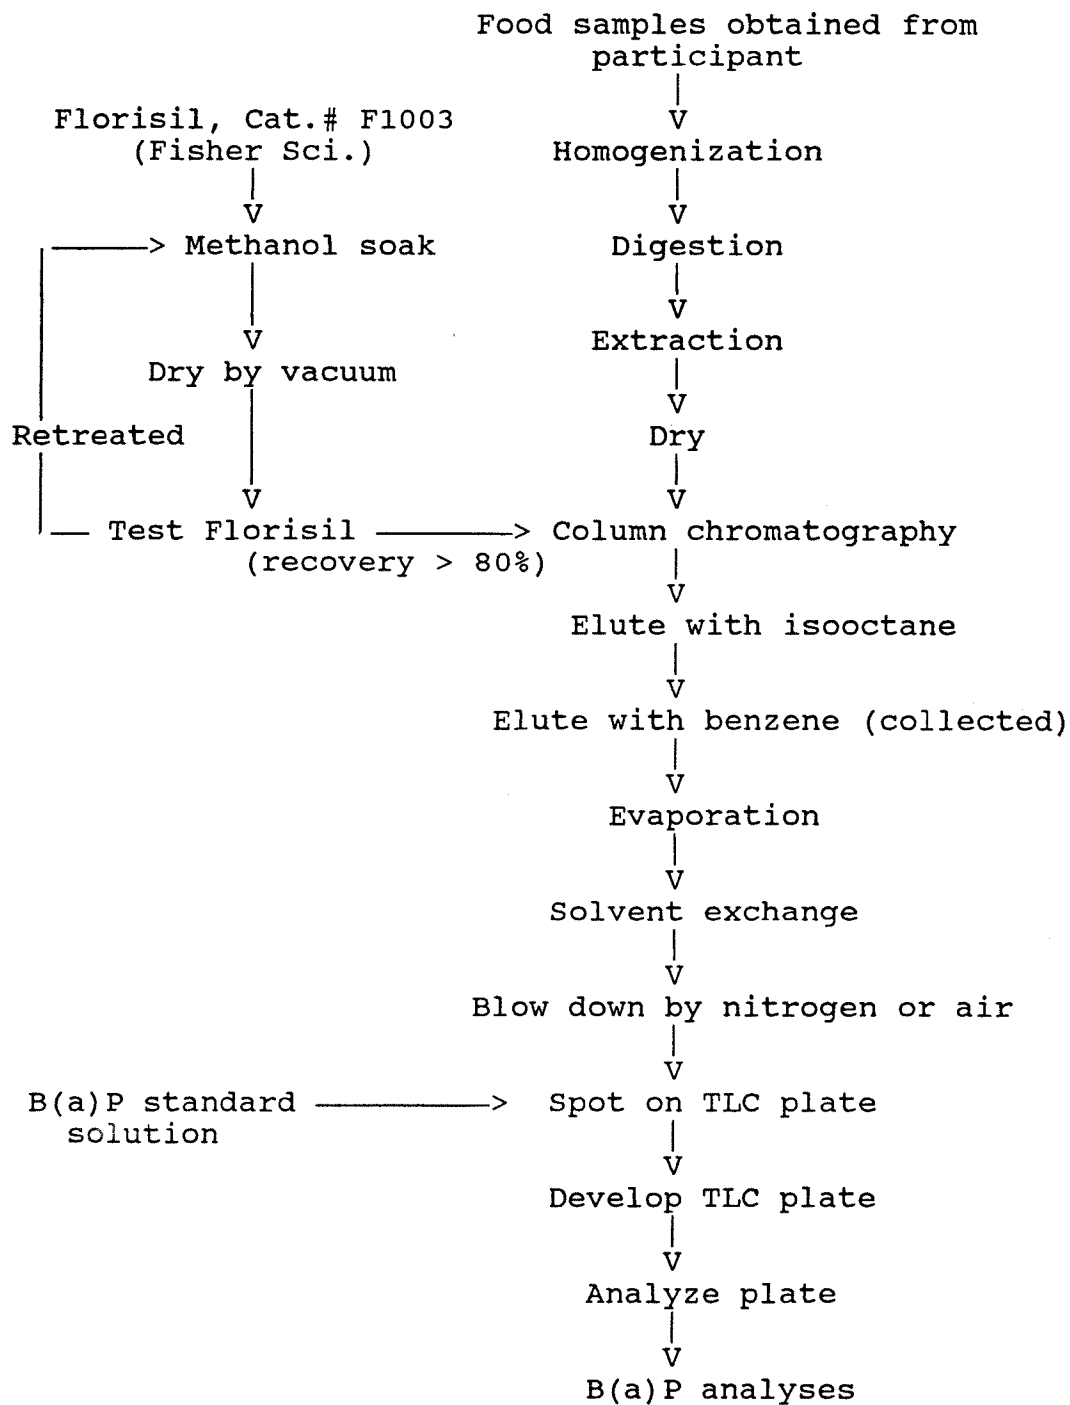 Food samples obtained from
participant
Florisil, Cat.# F1003
(Fisher Sci.)
Homogenization
Methanol soak
Digestion
Extraction
Dry by vacuum
Retreated
Dry
Test Florisil
(recovery > 80%)
Column chromatography
Elute with isooctane
Elute with benzene (collected)
Evaporation
Solvent exchange
Blow down by nitrogen or air
B(a)P standard
solution
Spot on TLC plate
Develop TLC plate
Analyze plate
B(a)P analyses